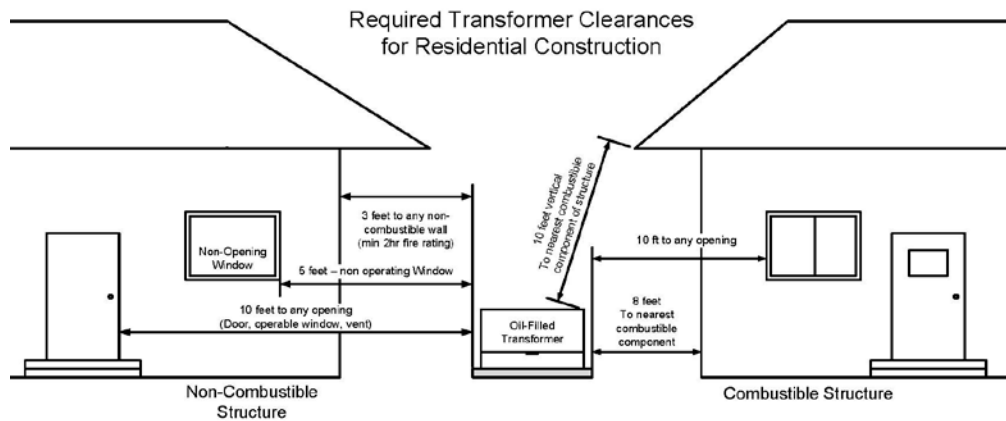 Required Transformer Clearances
for Residential Construction
3 feet to any non-
combustible wall
(min 2hr fire rating)
Non-Opening
Window
5 feet – non operating Window
10 feet to any opening
(Door, operable window, vent)
10 feet vertical
To nearest combustible
component of structure
Oil-Filled
Transformer
10 ft to any opening
8 feet
To nearest
combustible
component
Non-Combustible
Structure
Combustible Structure